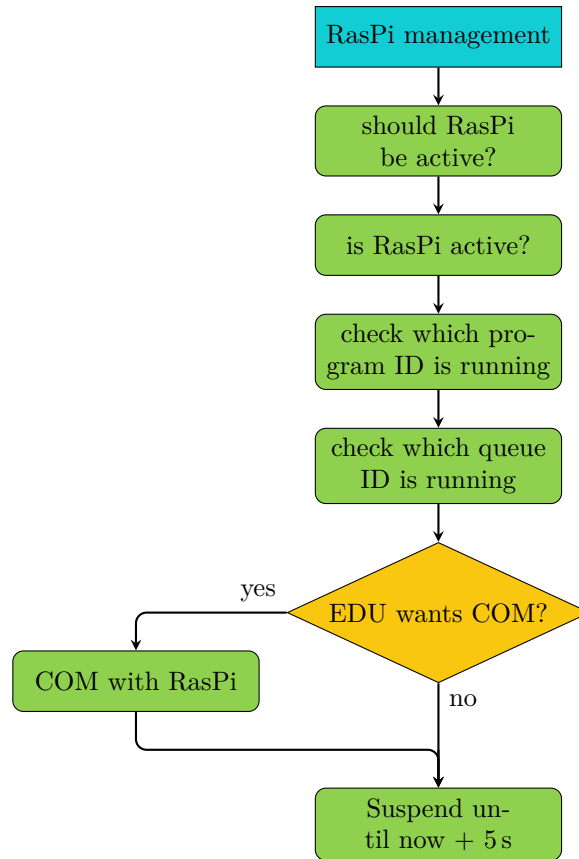 RasPi management
should RasPi
be active?
is RasPi active?
check which pro-
gram ID is running
check which queue
ID is running
yes
EDU wants COM?
COM with RasPi
no
Suspend un-
til now + 5 s